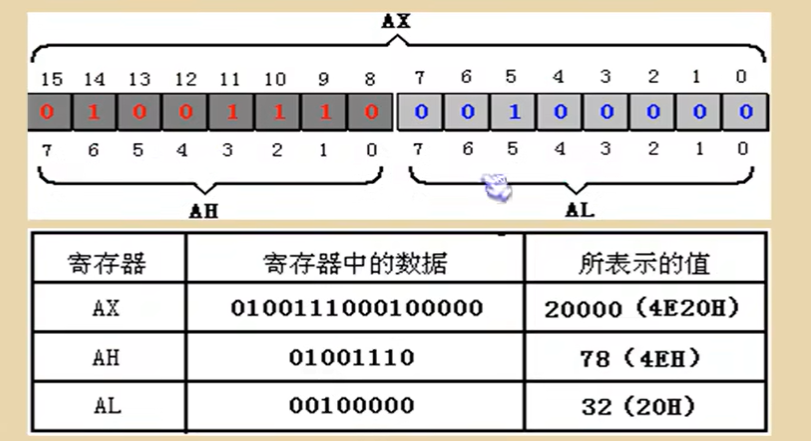 AX
15 14 13 12 11 10 9 8 7 6 5 4 3 2 1 0
0 1 0 0 1 1 1 0 0 0 1 0 0 0 0 0
7 6 5 4 3 2 1 0 7 6 5 4 3 2 1 0
AH AL
寄存器 寄存器中的数据 所表示的值
AX 0100111000100000 20000（4E20H）
AH 01001110 78（4EH）
AL 00100000 32（20H）